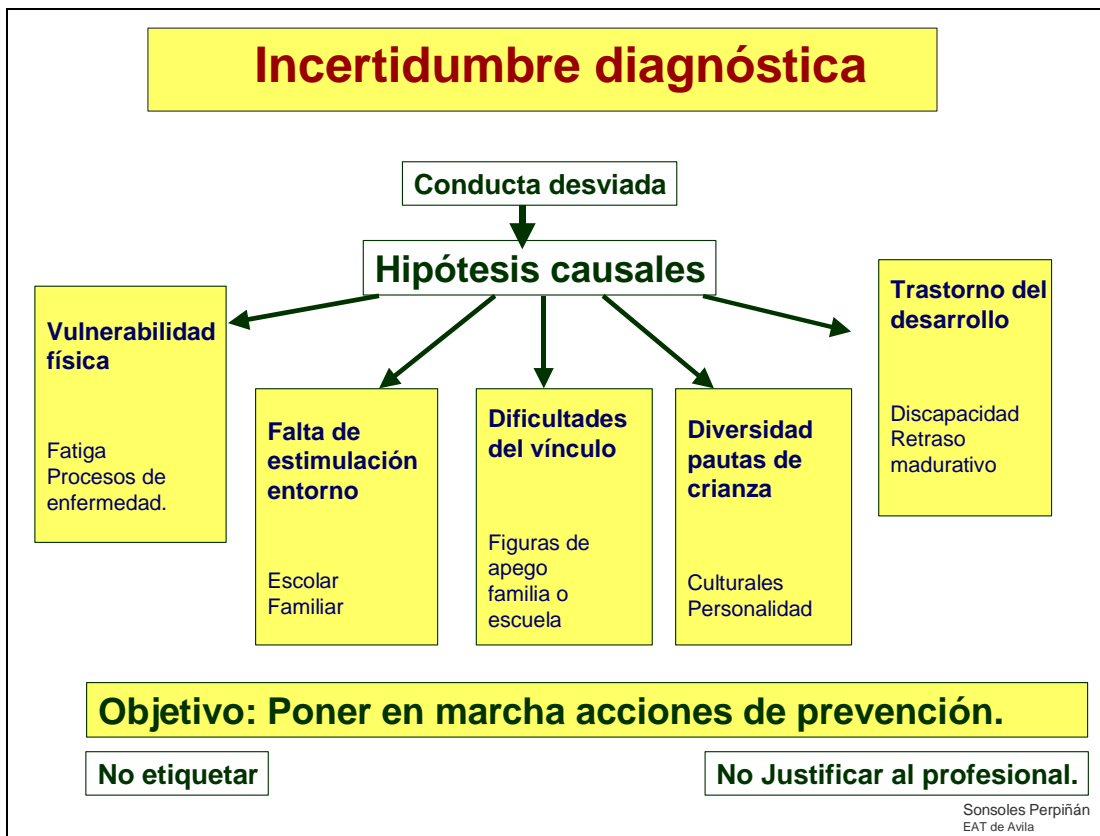 Incertidumbre diagnóstica
Conducta desviada
Hipótesis causales
Vulnerabilidad
física
Fatiga
Procesos de
enfermedad.
Falta de
estimulación
entorno
Escolar
Familiar
Dificultades
del vínculo
Figuras de
apego
familia o
escuela
Diversidad
pautas de
crianza
Culturales
Personalidad
Trastorno del
desarrollo
Discapacidad
Retraso
madurativo
Objetivo: Poner en marcha acciones de prevención.
No etiquetar
No Justificar al profesional.
Sonsoles Perpiñán
EAT de Avila